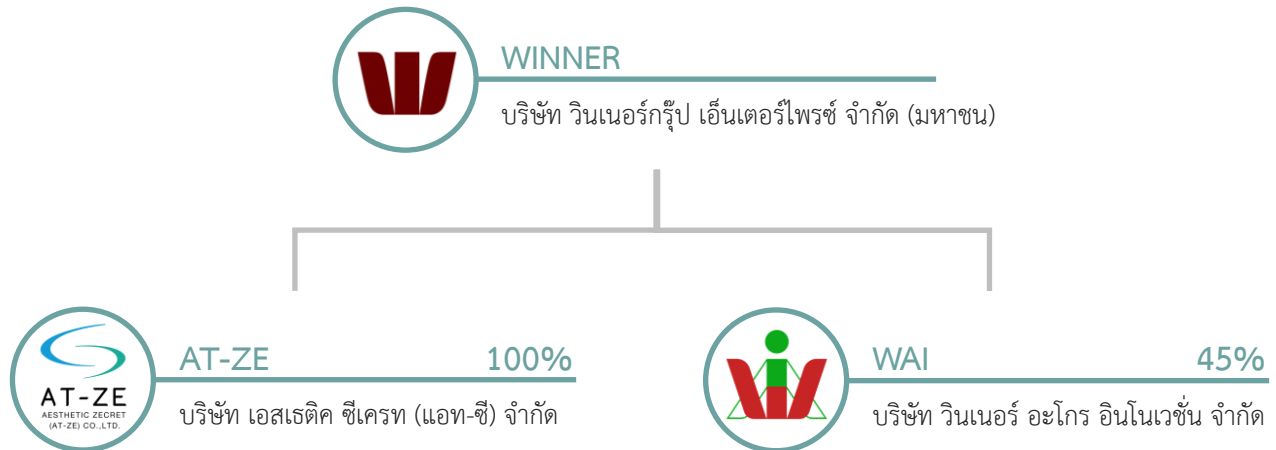 WINNER
บริษัท วินเนอร์กรุ๊ป เอ็นเตอร์ไพรซ์ จำกัด (มหาชน)
AT-ZE 100%
บริษัท เอสเธติค ซีเครท (แอท-ซี) จำกัด
AT-ZE
AESTHETIC ZECRET
(AT-ZE) CO.,LTD.
WAI 45%
บริษัท วินเนอร์ อะโกร อินโนเวชั่น จำกัด